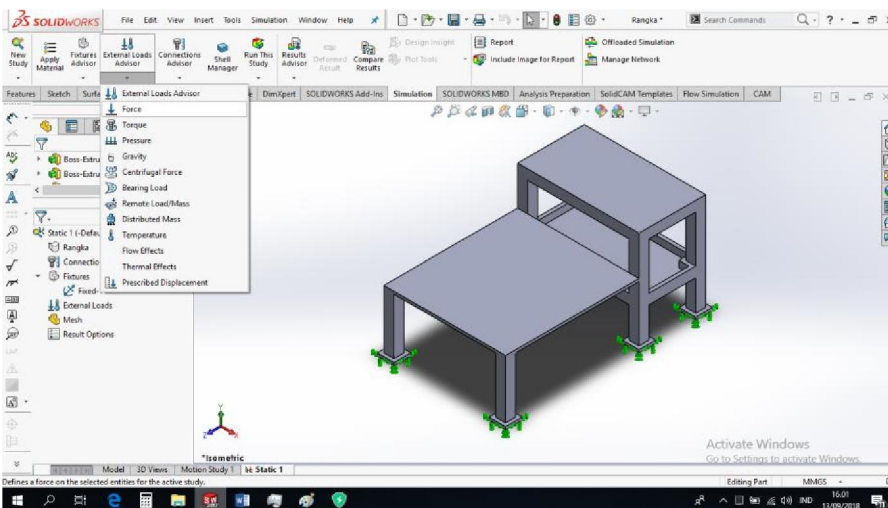 SOLIDWORKS
File Edit View Insert Tools Simulation Window Help
Rangka *
Search Commands
New Study
Apply Material
Fixtures Advisor
External Loads Advisor
Connections Advisor
Shell Manager
Run This Study
Results Advisor
Deformed Result
Compare Results
Design Insight
Plot Tools
Report
Include Image for Report
Offloaded Simulation
Manage Network
Features Sketch Surfa
DimXpert SOLIDWORKS Add-Ins Simulation SOLIDWORKS MBD Analysis Preparation SolidCAM Templates Flow Simulation CAM
External Loads Advisor
Force
Torque
Pressure
Gravity
Centrifugal Force
Bearing Load
Remote Load/Mass
Distributed Mass
Temperature
Flow Effects
Thermal Effects
Prescribed Displacement
Boss-Extru
Boss-Extru
Static 1 (-Defau
Rangka
Connectio
Fixtures
Fixed-
External Loads
Mesh
Result Options
*Isometric
Activate Windows
Go to Settings to activate Windows.
Model 3D Views Motion Study 1 Static 1
Defines a force on the selected entities for the active study.
Editing Part MMGS
IND
16.01
13/09/2018